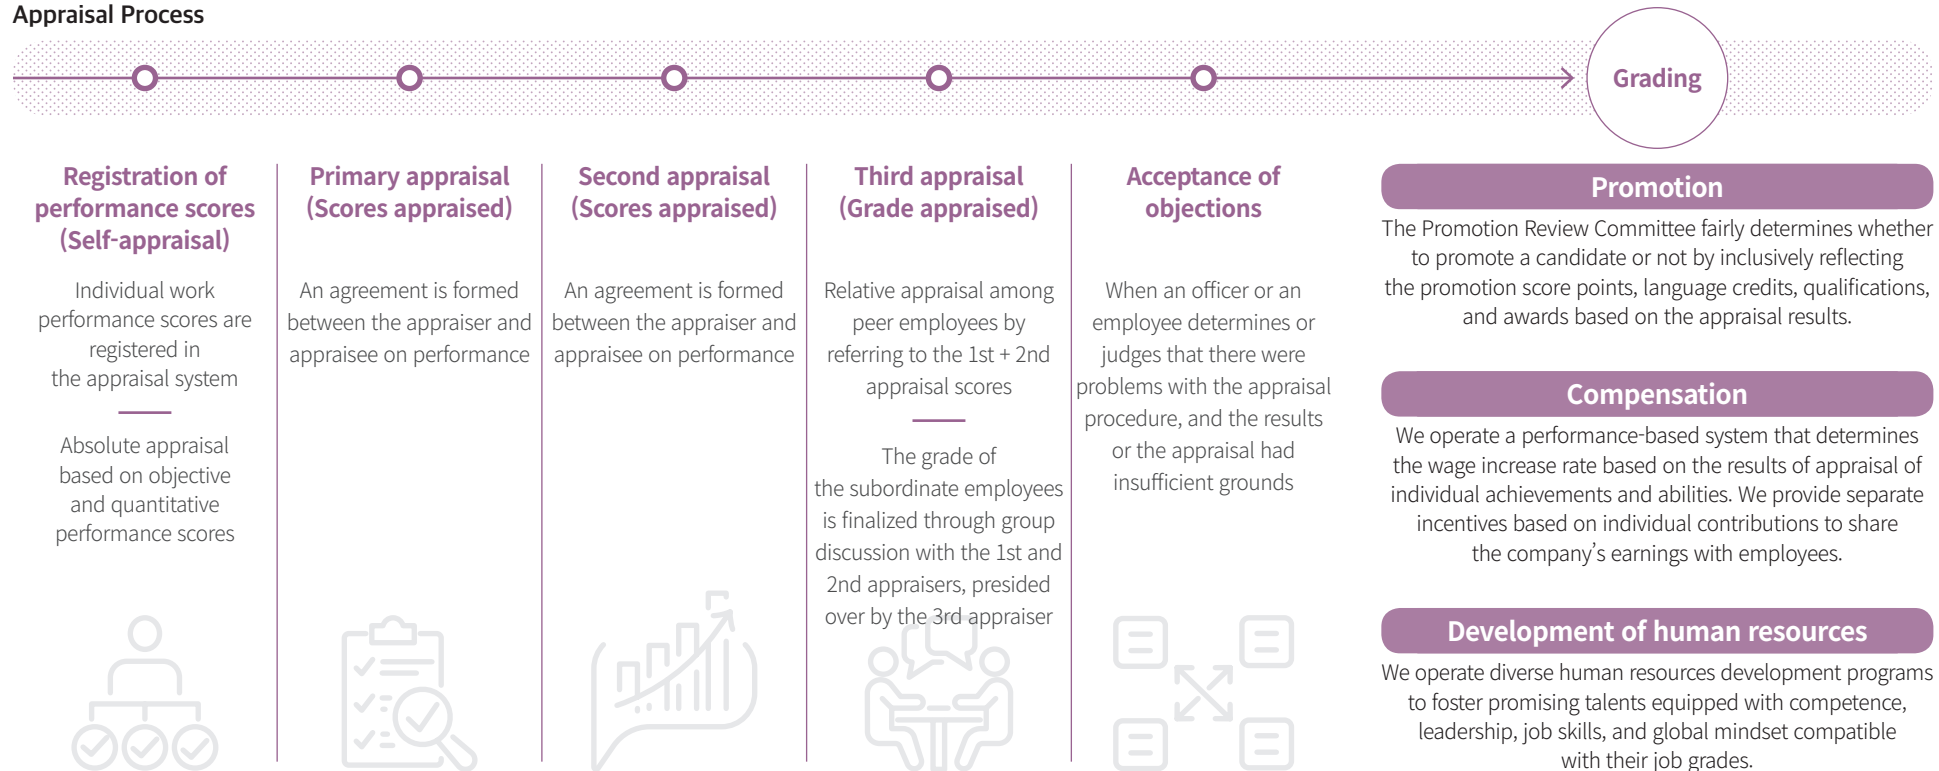 Appraisal Process
Grading
Registration of
performance scores
(Self-appraisal)
Individual work
performance scores are
registered in
the appraisal system
Absolute appraisal
based on objective
and quantitative
performance scores
Primary appraisal
(Scores appraised)
An agreement is formed
between the appraiser and
appraisee on performance
Second appraisal
(Scores appraised)
An agreement is formed
between the appraiser and
appraisee on performance
Third appraisal
(Grade appraised)
Relative appraisal among
peer employees by
referring to the 1st + 2nd
appraisal scores
The grade of
the subordinate employees
is finalized through group
discussion with the 1st and
2nd appraisers, presided
over by the 3rd appraiser
Acceptance of
objections
When an officer or an
employee determines or
judges that there were
problems with the appraisal
procedure, and the results
or the appraisal had
insufficient grounds
Promotion
The Promotion Review Committee fairly determines whether
to promote a candidate or not by inclusively reflecting
the promotion score points, language credits, qualifications,
and awards based on the appraisal results.
Compensation
We operate a performance-based system that determines
the wage increase rate based on the results of appraisal of
individual achievements and abilities. We provide separate
incentives based on individual contributions to share
the company's earnings with employees.
Development of human resources
We operate diverse human resources development programs
to foster promising talents equipped with competence,
leadership, job skills, and global mindset compatible
with their job grades.